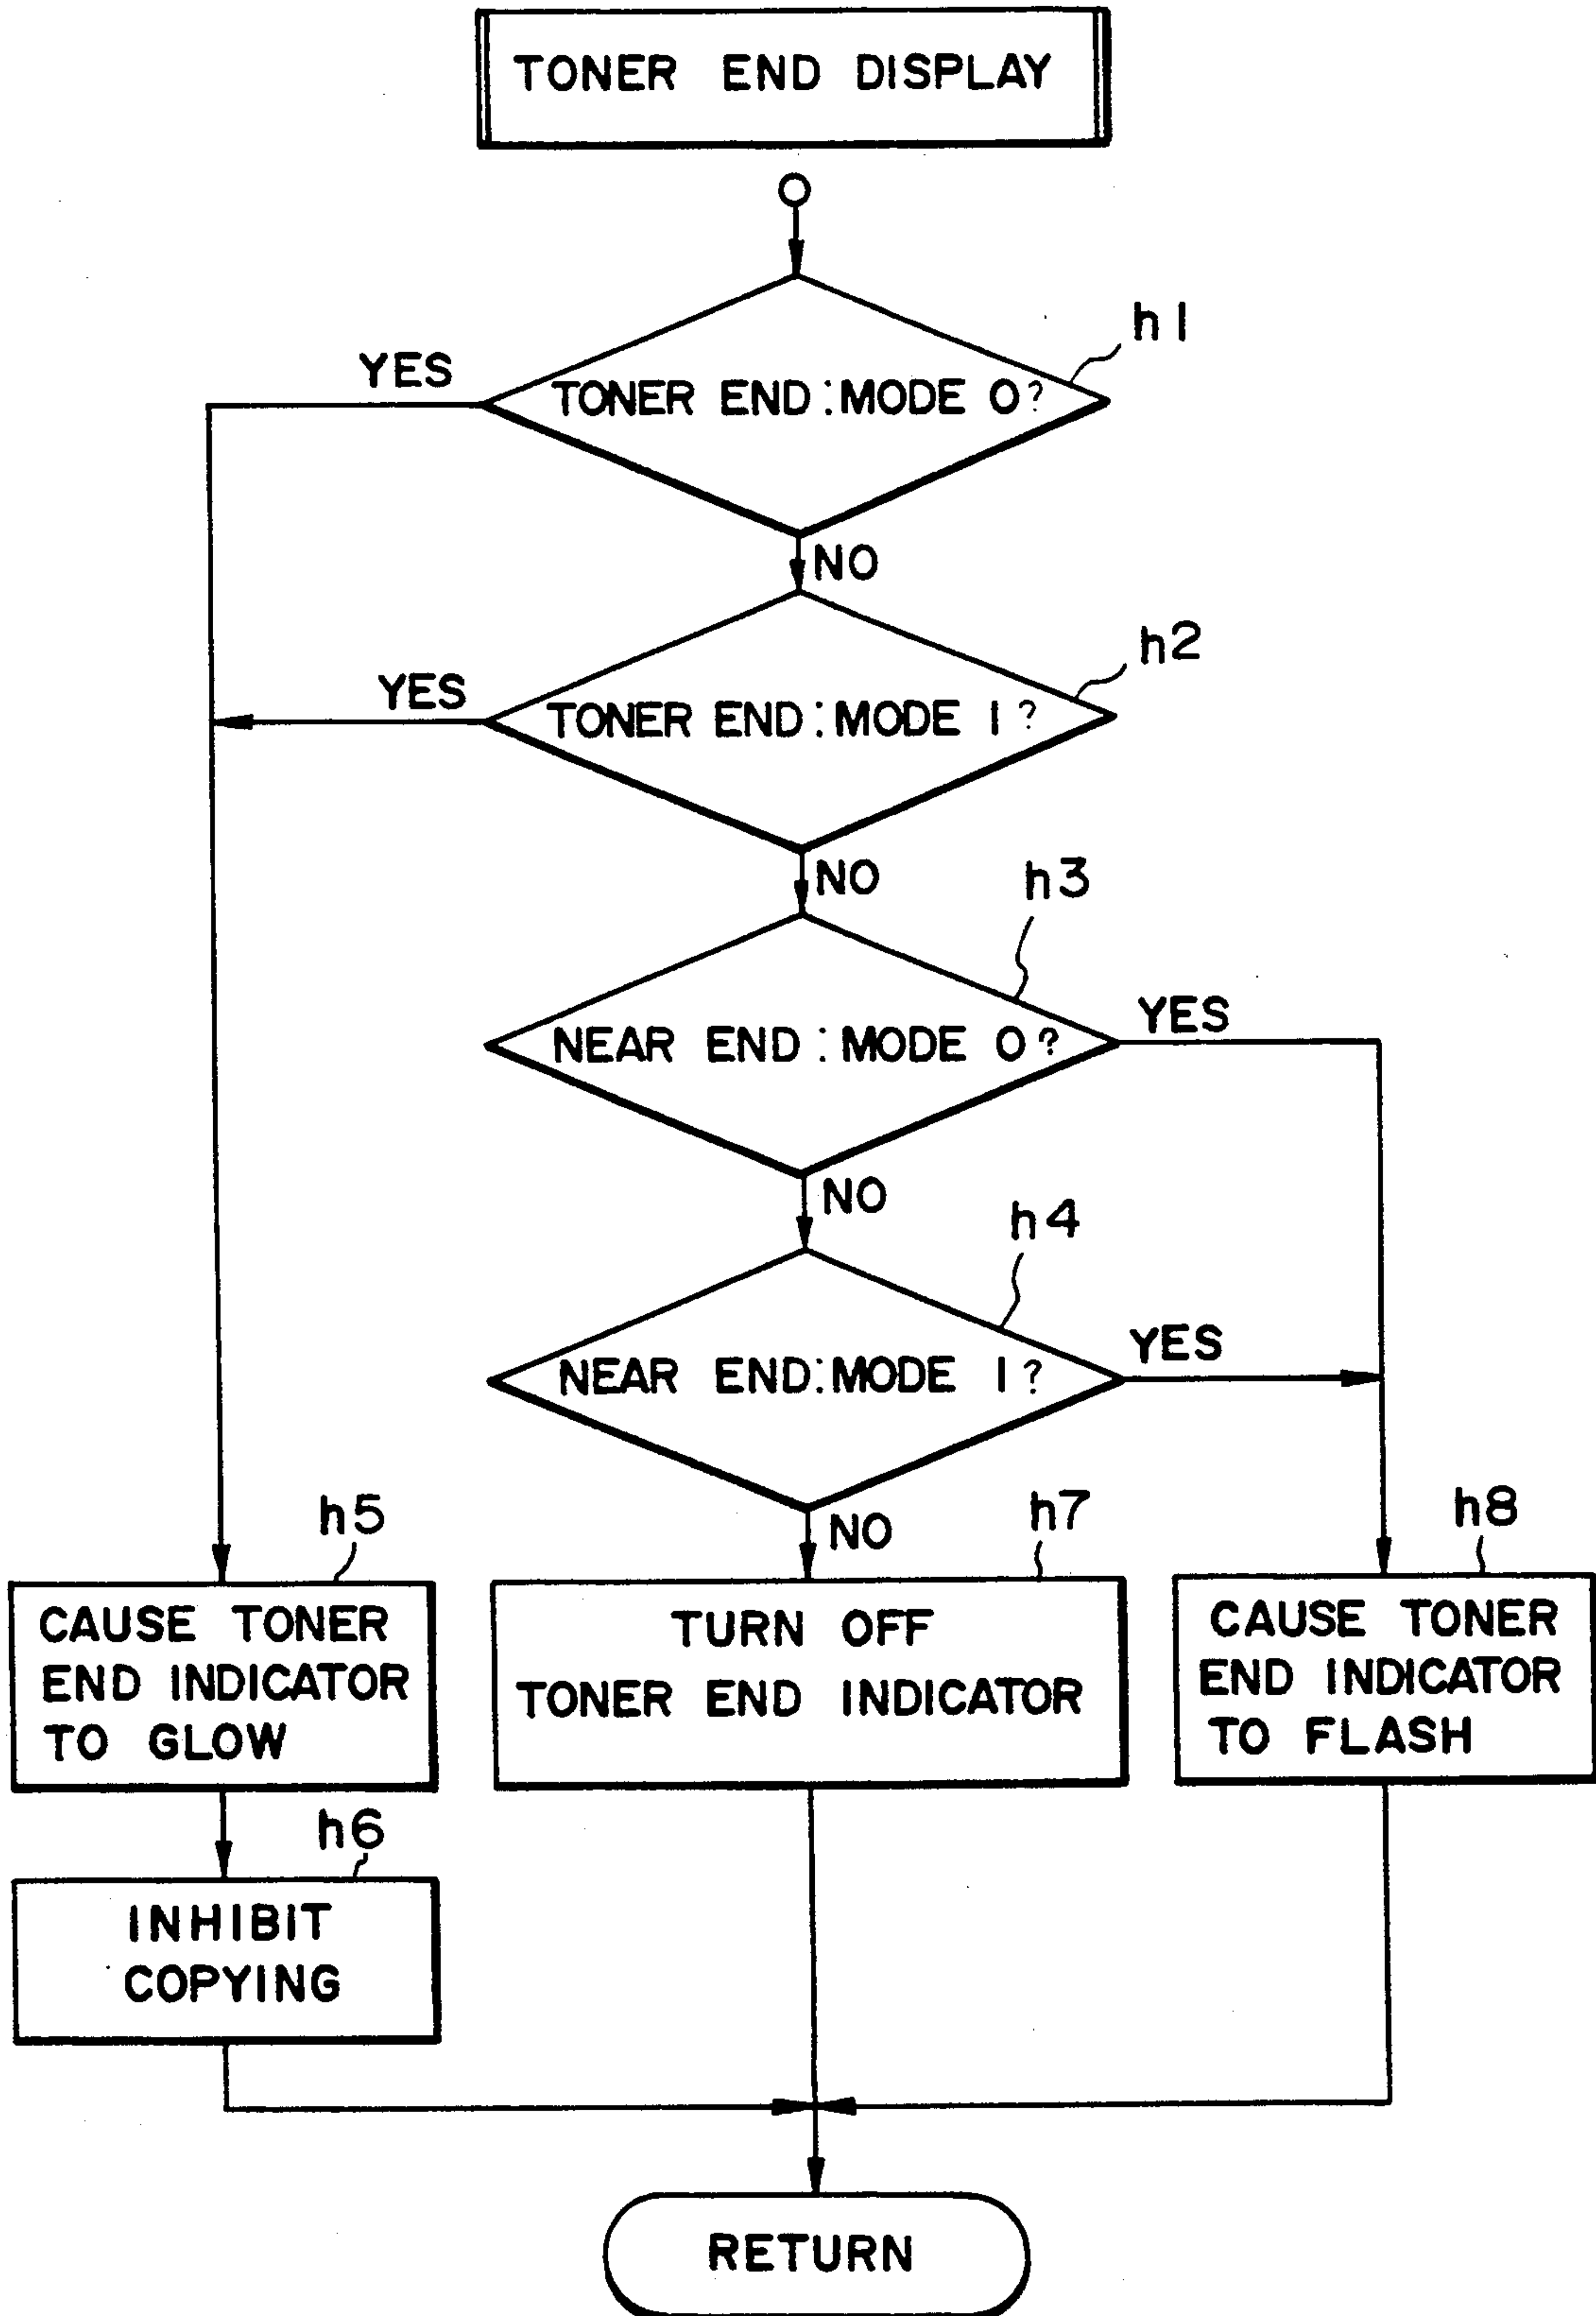 TONER END DISPLAY
h1
YES
TONER END:MODE 0?
NO
h2
YES
TONER END:MODE 1?
NO
h3
YES
NEAR END:MODE 0?
NO
h4
YES
NEAR END:MODE 1?
NO
h5
CAUSE TONER
END INDICATOR
TO GLOW
h7
TURN OFF
TONER END INDICATOR
h8
CAUSE TONER
END INDICATOR
TO FLASH
h6
INHIBIT
COPYING
RETURN